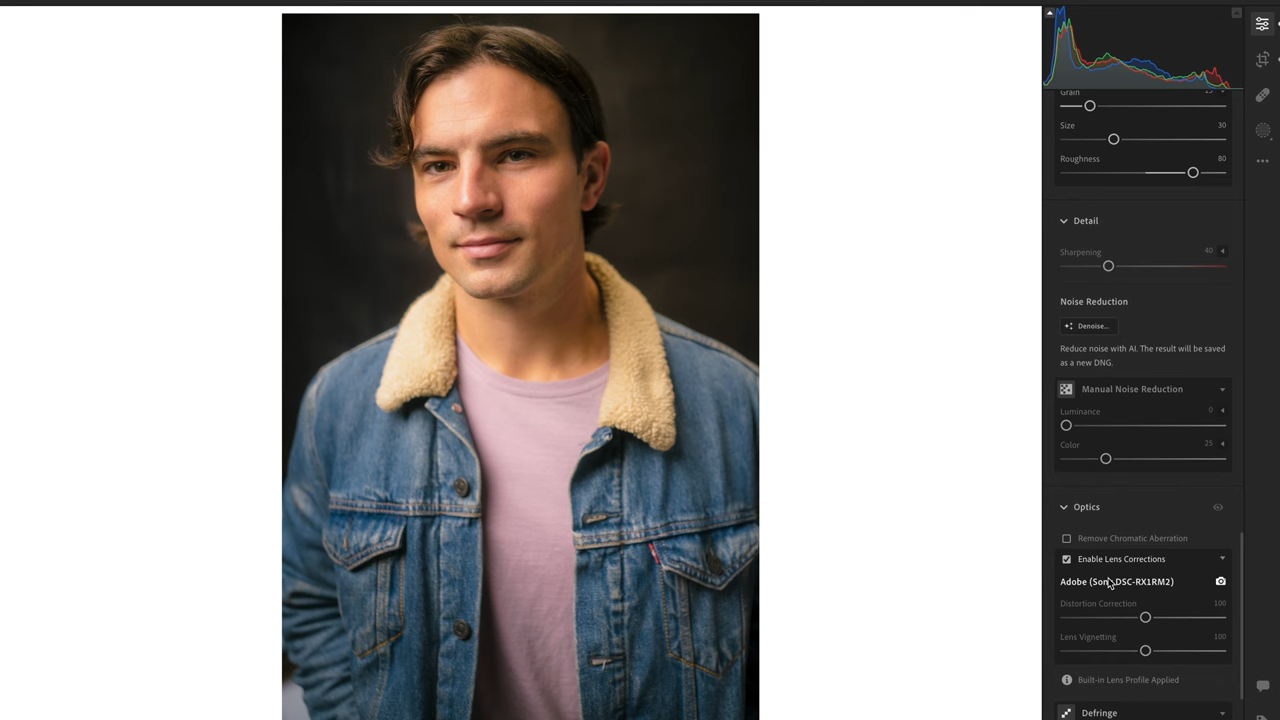 Grain
Size 30
Roughness 80
Detail
Sharpening 40
Noise Reduction
Denoise...
Reduce noise with AI. The result will be saved
as a new DNG.
Manual Noise Reduction
Luminance 0
Color 25
Optics
Remove Chromatic Aberration
Enable Lens Corrections
Adobe (Sony DSC-RX1RM2)
Distortion Correction 100
Lens Vignetting 100
Built-in Lens Profile Applied
Defringe